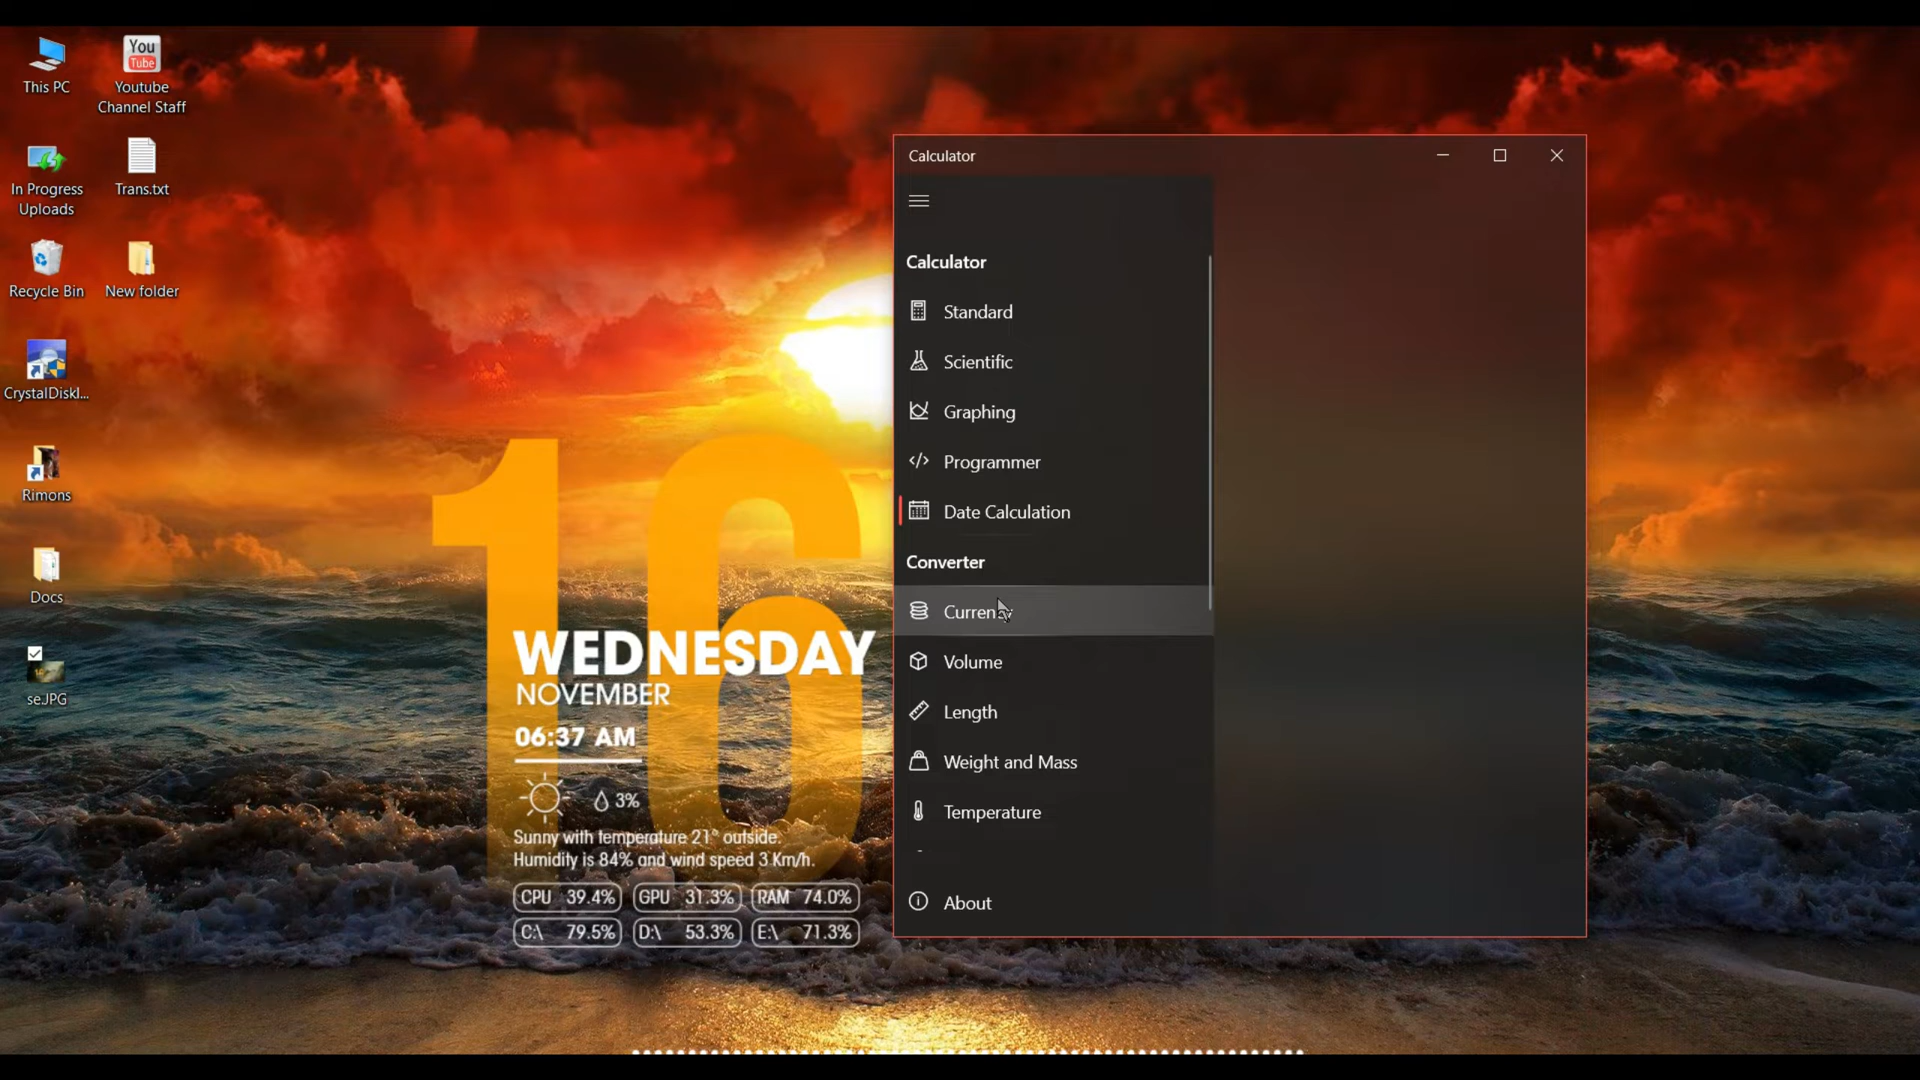 This PC
You
Tube
Youtube
Channel Staff
In Progress
Uploads
Trans.txt
Recycle Bin
New folder
CrystalDiskI...
Rimons
Docs
se.JPG
16
WEDNESDAY
NOVEMBER
06:37 AM
3%
Sunny with temperature 21° outside.
Humidity is 84% and wind speed 3 Km/h.
CPU 39.4%
GPU 31.3%
RAM 74.0%
C:\ 79.5%
D:\ 53.3%
E:\ 71.3%
Calculator
Calculator
Standard
Scientific
Graphing
Programmer
Date Calculation
Converter
Currency
Volume
Length
Weight and Mass
Temperature
About